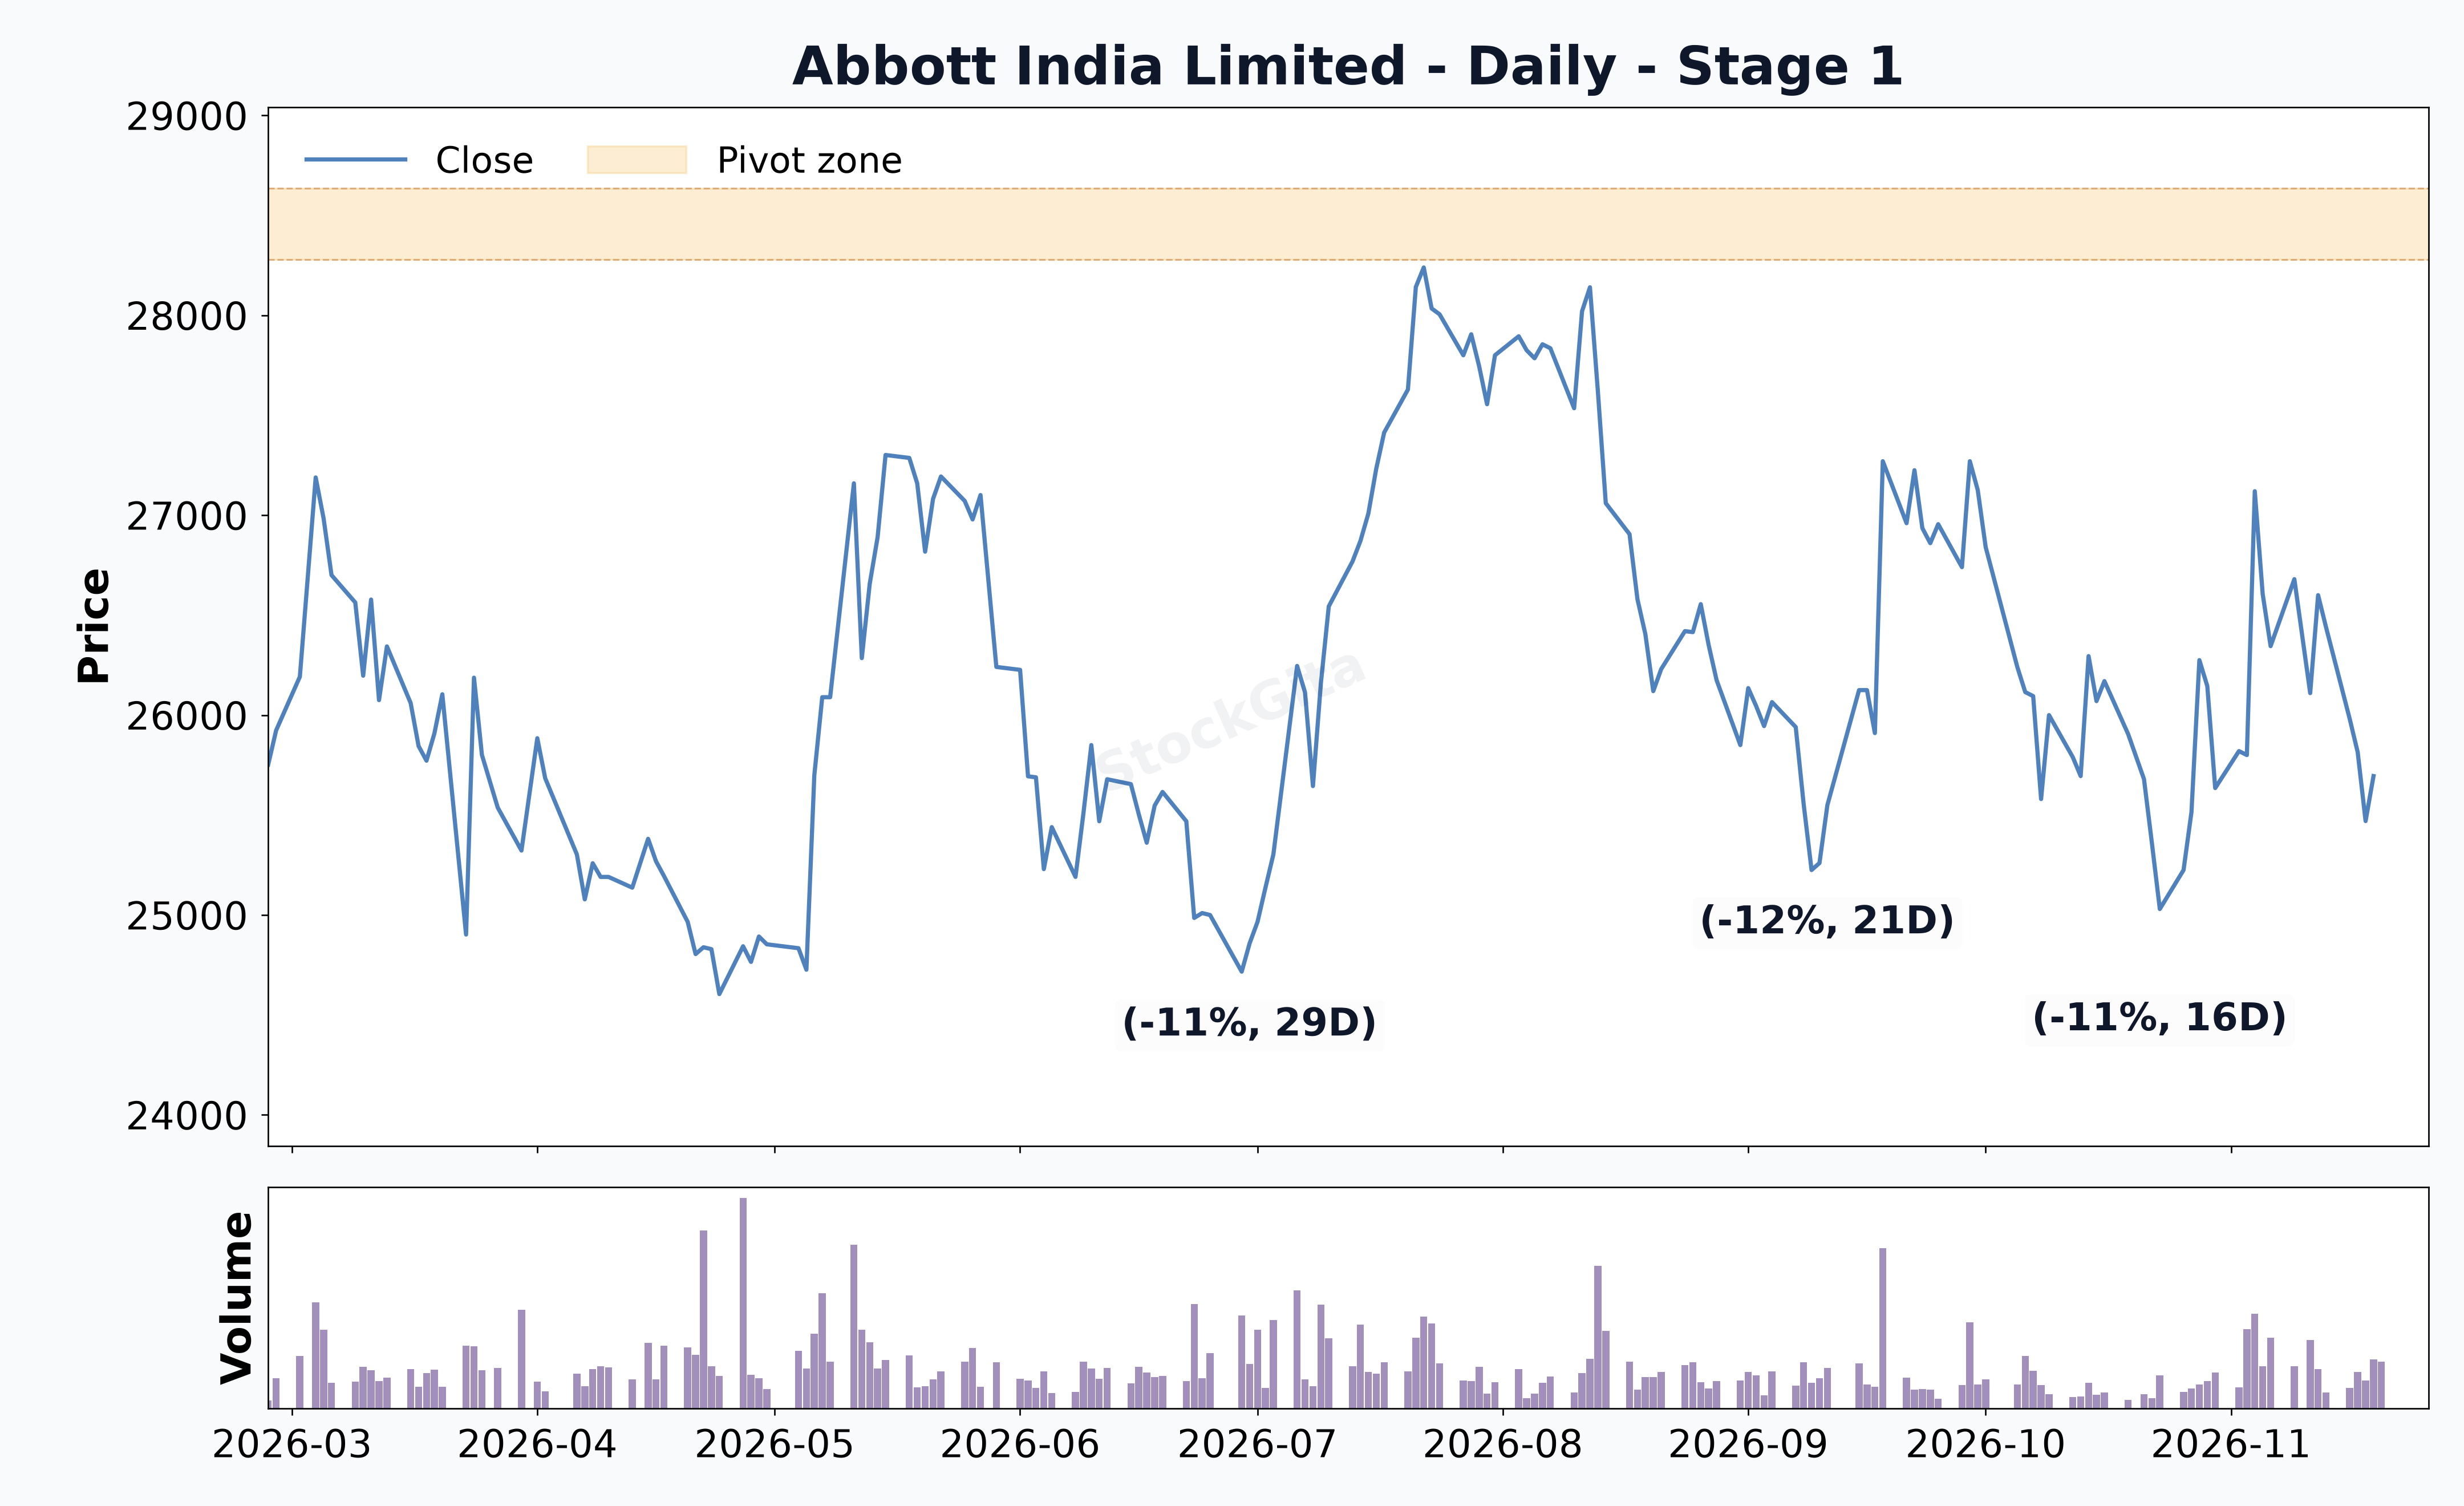 Abbott India Limited - Daily - Stage 1
Close
Pivot zone
29000
28000
27000
26000
25000
24000
Price
StockGita
(-11%, 29D)
(-12%, 21D)
(-11%, 16D)
Volume
2026-03
2026-04
2026-05
2026-06
2026-07
2026-08
2026-09
2026-10
2026-11